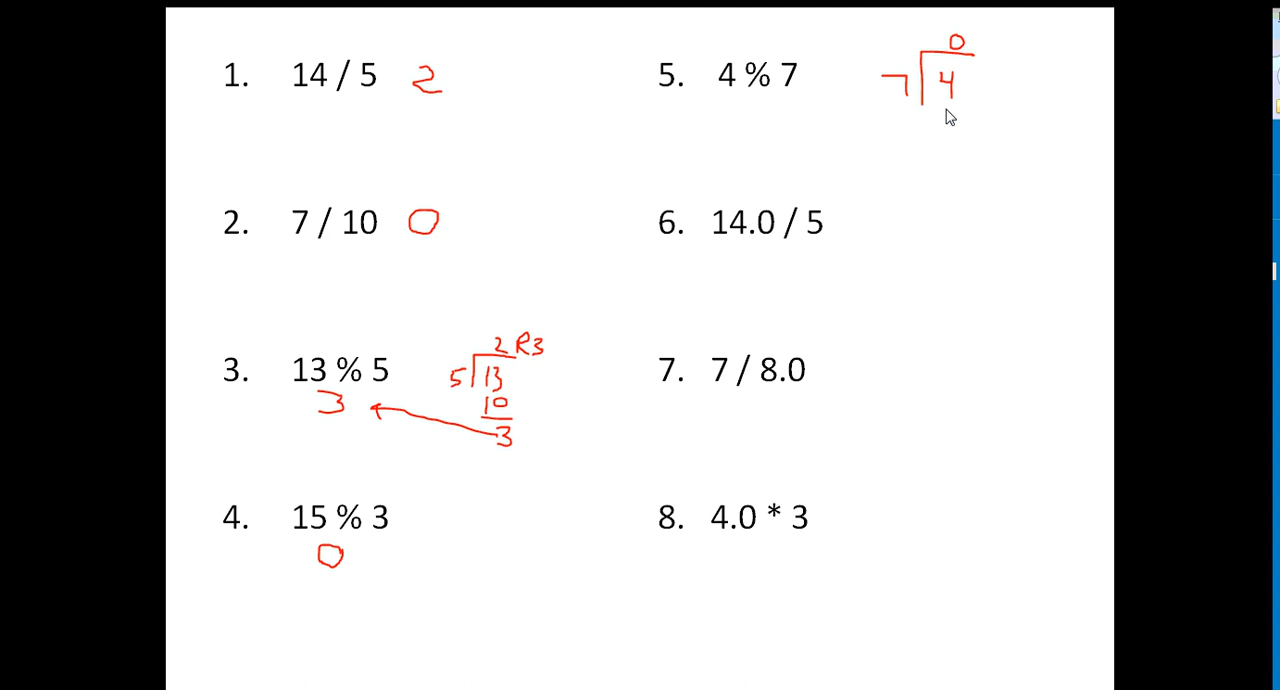 1. 14 / 5 2
2. 7 / 10 0
3. 13 % 5
3
2 R3
5 13
10
3
4. 15 % 3
0
5. 4 % 7
0
7 4
6. 14.0 / 5
7. 7 / 8.0
8. 4.0 * 3